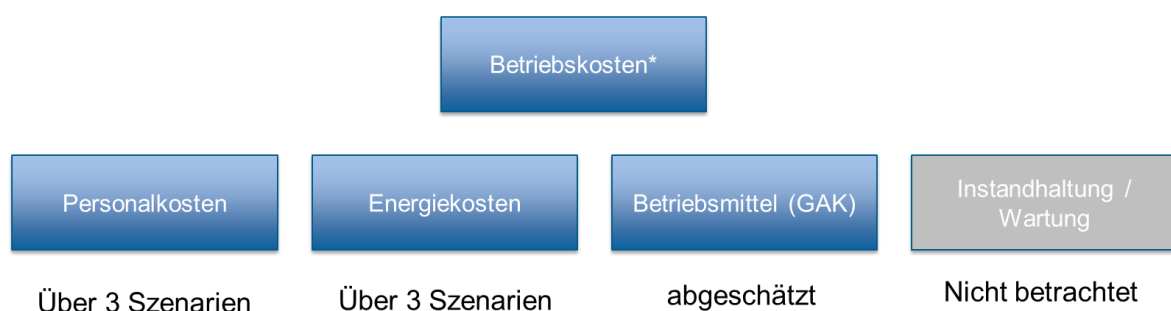 Betriebskosten*
Personalkosten
Energiekosten
Betriebsmittel (GAK)
Instandhaltung /
Wartung
Über 3 Szenarien
Über 3 Szenarien
abgeschätzt
Nicht betrachtet